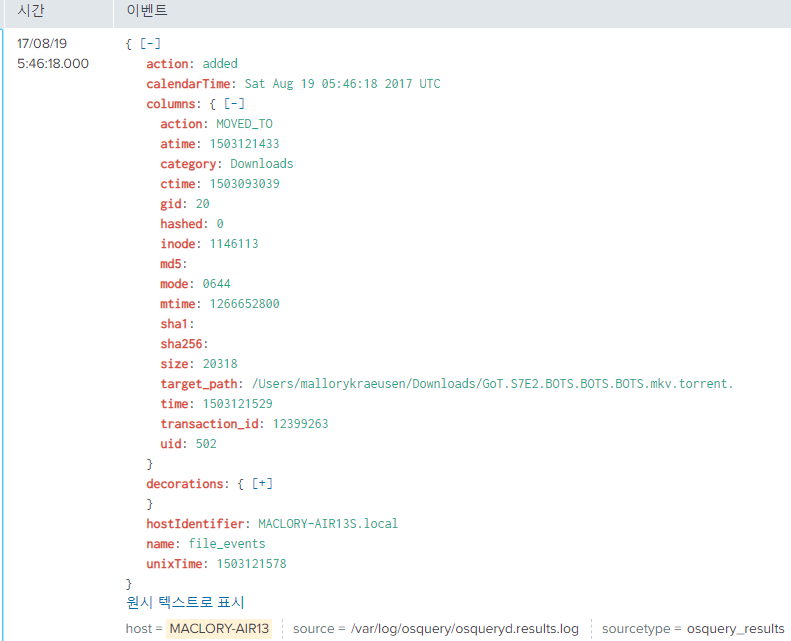 시간 이벤트
17/08/19 { [-]
5:46:18.000 action: added
calendarTime: Sat Aug 19 05:46:18 2017 UTC
columns: { [-]
action: MOVED_TO
atime: 1503121433
category: Downloads
ctime: 1503093039
gid: 20
hashed: 0
inode: 1146113
md5:
mode: 0644
mtime: 1266652800
sha1:
sha256:
size: 20318
target_path: /Users/mallorykraeusen/Downloads/GoT.S7E2.BOTS.BOTS.BOTS.mkv.torrent.
time: 1503121529
transaction_id: 12399263
uid: 502
}
decorations: { [+]
}
hostIdentifier: MACLORY-AIR13S.local
name: file_events
unixTime: 1503121578
}
원시 텍스트로 표시
host = MACLORY-AIR13 source = /var/log/osquery/osqueryd.results.log sourcetype = osquery_results